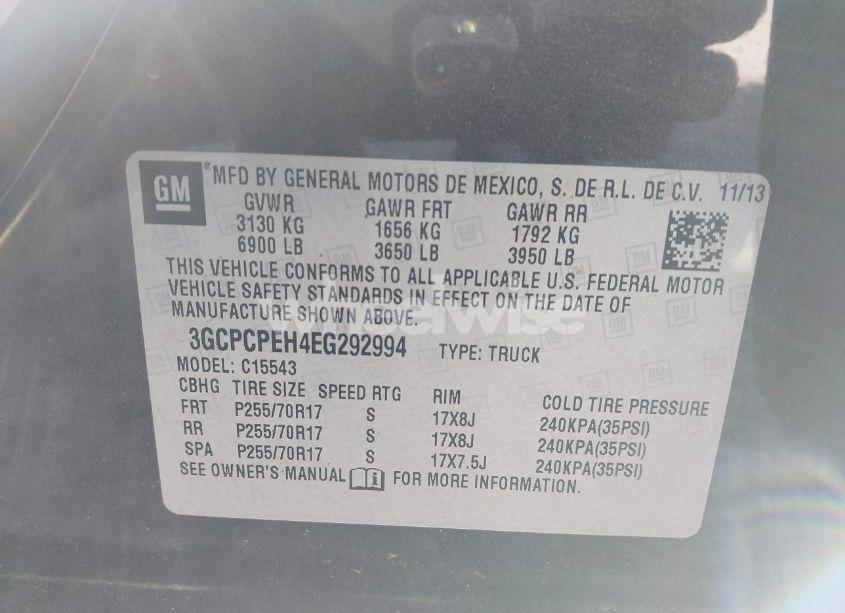 GM
MFD BY GENERAL MOTORS DE MEXICO, S. DE R.L. DE C.V. 11/13
GVWR GAWR FRT GAWR RR
3130 KG 1656 KG 1792 KG
6900 LB 3650 LB 3950 LB
THIS VEHICLE CONFORMS TO ALL APPLICABLE U.S. FEDERAL MOTOR
VEHICLE SAFETY STANDARDS IN EFFECT ON THE DATE OF
MANUFACTURE SHOWN ABOVE.
wheelwise
3GCPCPEH4EG292994 TYPE: TRUCK
MODEL: C15543
CBHG TIRE SIZE SPEED RTG RIM COLD TIRE PRESSURE
FRT P255/70R17 S 17X8J 240KPA(35PSI)
RR P255/70R17 S 17X8J 240KPA(35PSI)
SPA P255/70R17 S 17X7.5J 240KPA(35PSI)
SEE OWNER'S MANUAL FOR MORE INFORMATION.